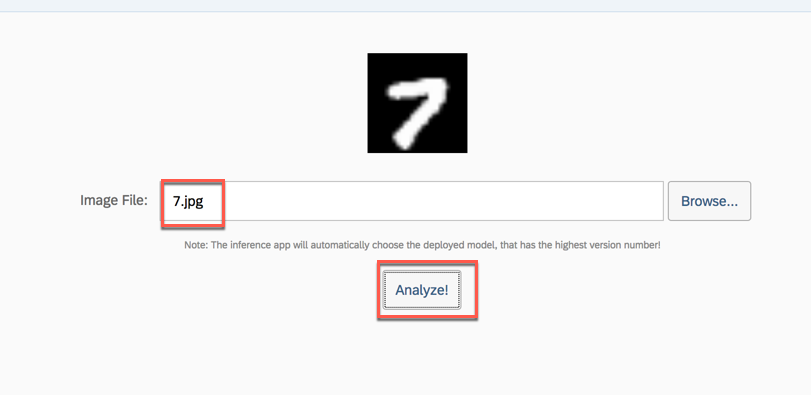 7
Image File: 7.jpg Browse...
Note: The inference app will automatically choose the deployed model, that has the highest version number!
Analyze!